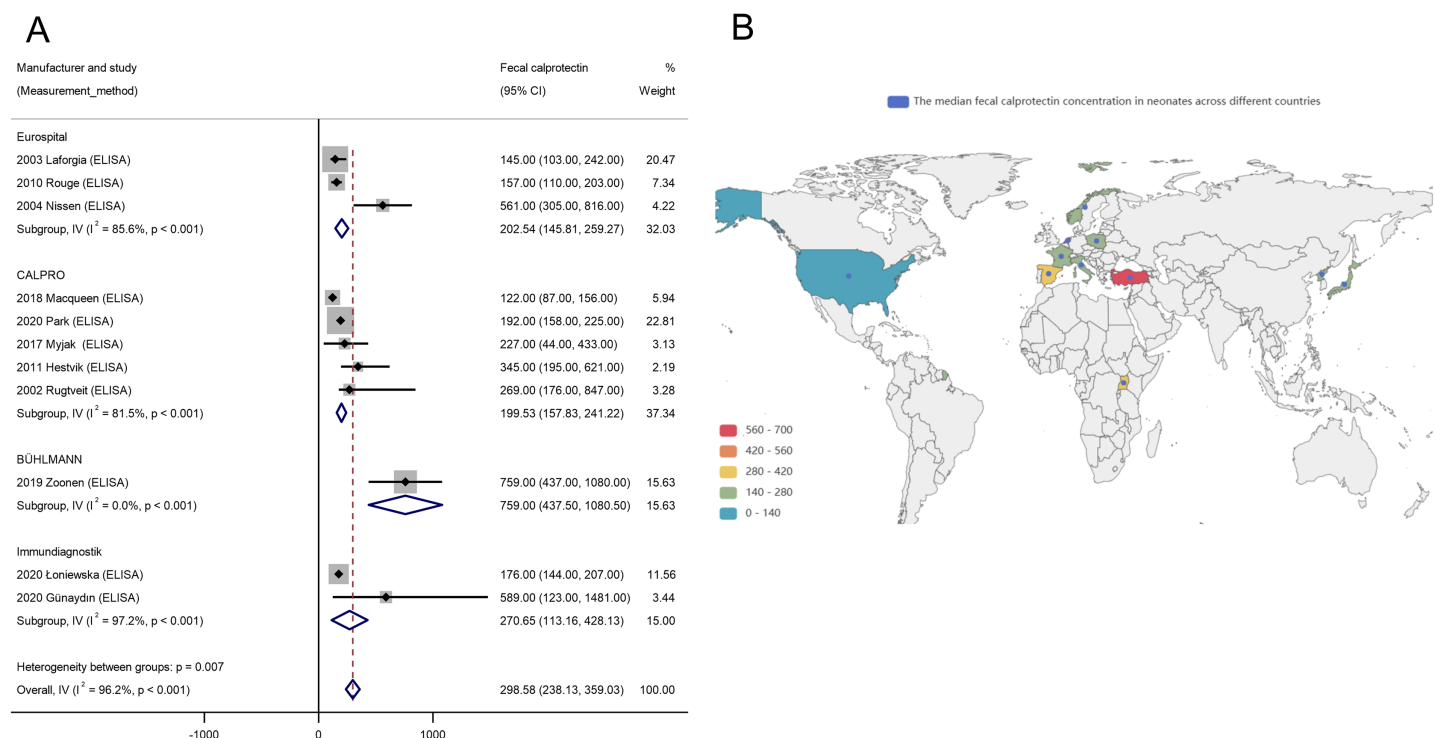 A
Manufacturer and study Fecal calprotectin %
(Measurement_method) (95% CI) Weight
Eurospital
2003 Laforgia (ELISA) 145.00 (103.00, 242.00) 20.47
2010 Rouge (ELISA) 157.00 (110.00, 203.00) 7.34
2004 Nissen (ELISA) 561.00 (305.00, 816.00) 4.22
Subgroup, IV (I² = 85.6%, p < 0.001) 202.54 (145.81, 259.27) 32.03
CALPRO
2018 Macqueen (ELISA) 122.00 (87.00, 156.00) 5.94
2020 Park (ELISA) 192.00 (158.00, 225.00) 22.81
2017 Myjak (ELISA) 227.00 (44.00, 433.00) 3.13
2011 Hestvik (ELISA) 345.00 (195.00, 621.00) 2.19
2002 Rugtveit (ELISA) 269.00 (176.00, 847.00) 3.28
Subgroup, IV (I² = 81.5%, p < 0.001) 199.53 (157.83, 241.22) 37.34
BÜHLMANN
2019 Zoonen (ELISA) 759.00 (437.00, 1080.00) 15.63
Subgroup, IV (I² = 0.0%, p < 0.001) 759.00 (437.50, 1080.50) 15.63
Immundiagnostik
2020 Łoniewska (ELISA) 176.00 (144.00, 207.00) 11.56
2020 Günaydın (ELISA) 589.00 (123.00, 1481.00) 3.44
Subgroup, IV (I² = 97.2%, p < 0.001) 270.65 (113.16, 428.13) 15.00
Heterogeneity between groups: p = 0.007
Overall, IV (I² = 96.2%, p < 0.001) 298.58 (238.13, 359.03) 100.00
-1000 0 1000
B
The median fecal calprotectin concentration in neonates across different countries
560 - 700
420 - 560
280 - 420
140 - 280
0 - 140